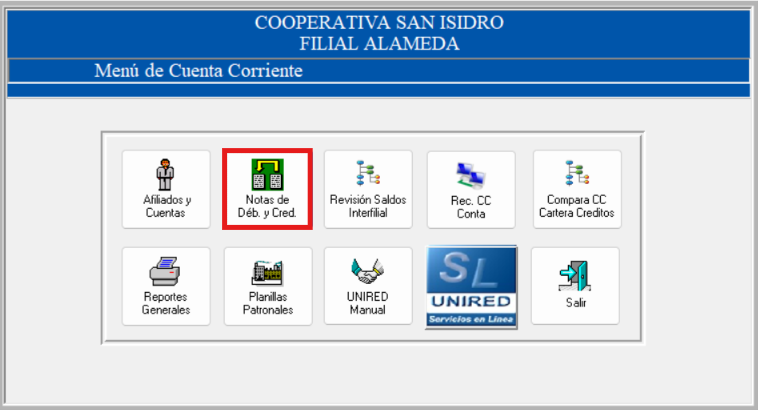 COOPERATIVA SAN ISIDRO
FILIAL ALAMEDA
Menú de Cuenta Corriente
Afiliados y
Cuentas
Notas de
Déb. y Cred.
Revisión Saldos
Interfilial
Rec. CC
Conta
Compara CC
Cartera Creditos
Reportes
Generales
Planillas
Patronales
UNIRED
Manual
SL
UNIRED
Servicios en Línea
Salir